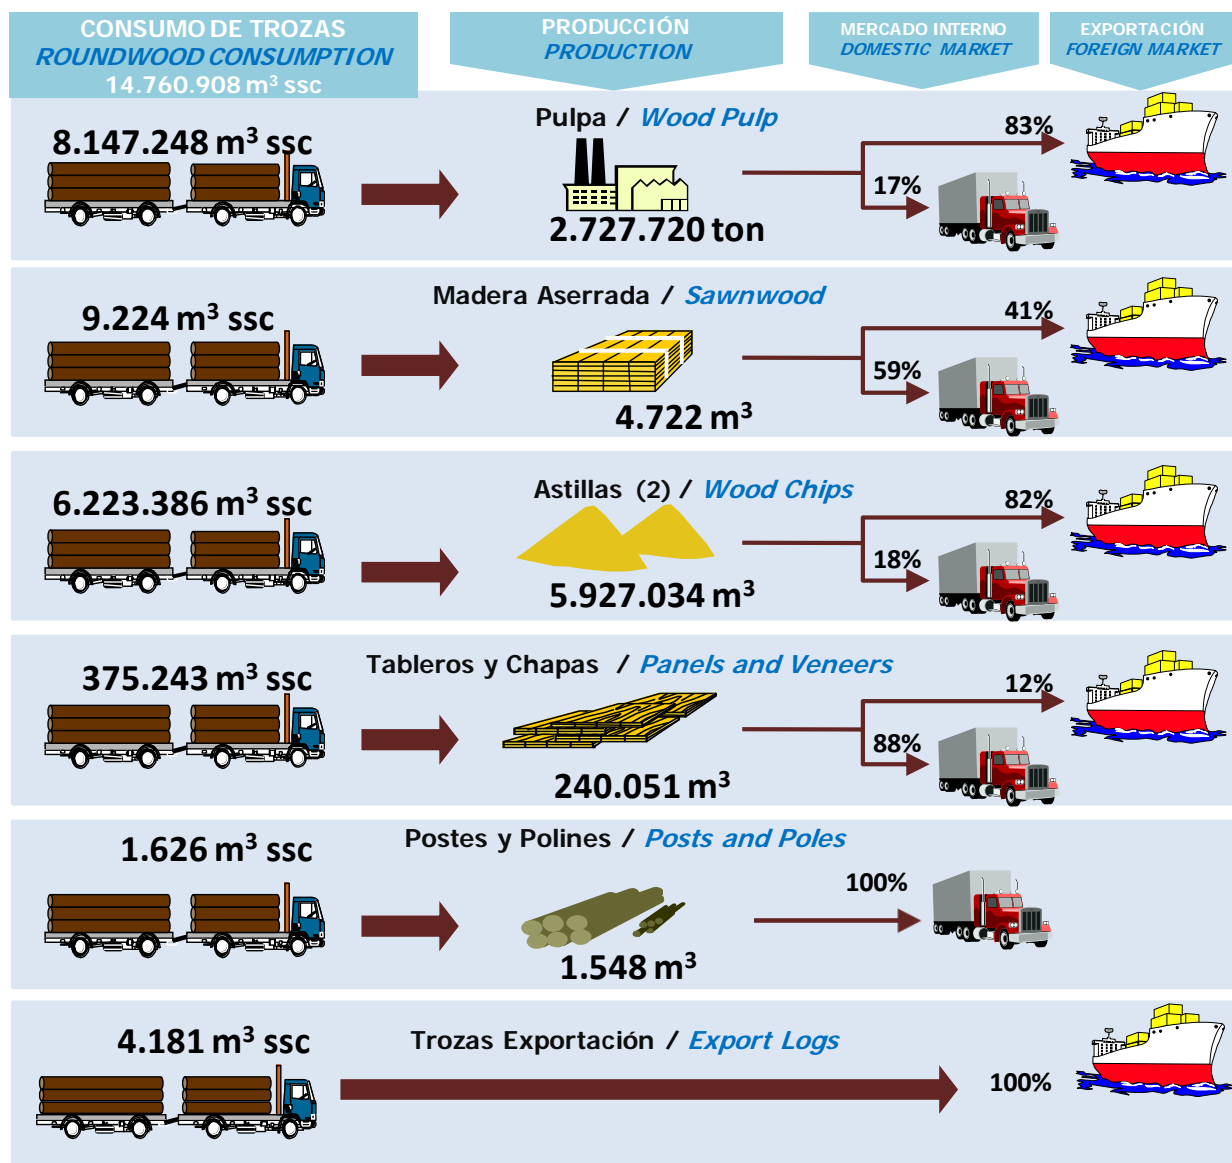 CONSUMO DE TROZAS
ROUNDWOOD CONSUMPTION
14.760.908 m³ ssc
PRODUCCIÓN
PRODUCTION
MERCADO INTERNO
DOMESTIC MARKET
EXPORTACIÓN
FOREIGN MARKET
8.147.248 m³ ssc
Pulpa / Wood Pulp
2.727.720 ton
83%
17%
9.224 m³ ssc
Madera Aserrada / Sawnwood
4.722 m³
41%
59%
6.223.386 m³ ssc
Astillas (2) / Wood Chips
5.927.034 m³
82%
18%
375.243 m³ ssc
Tableros y Chapas / Panels and Veneers
240.051 m³
12%
88%
1.626 m³ ssc
Postes y Polines / Posts and Poles
1.548 m³
100%
4.181 m³ ssc
Trozas Exportación / Export Logs
100%